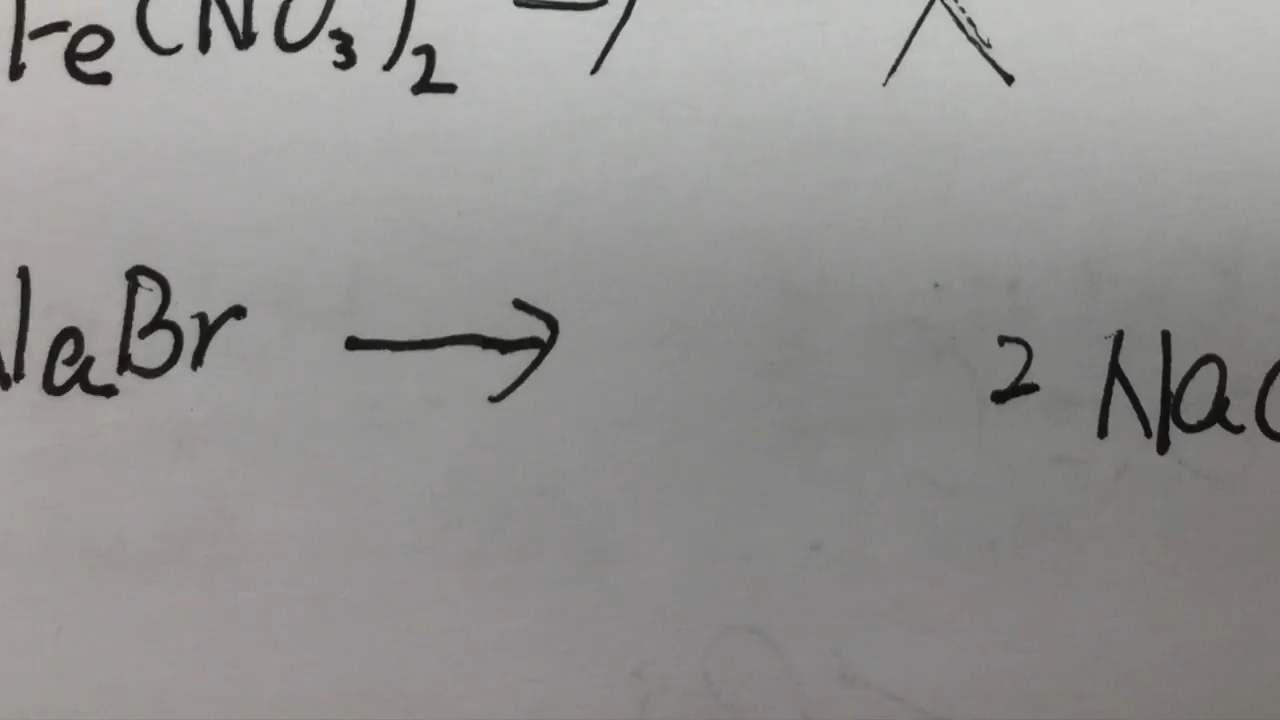 Fe(NO₃)₂ →
NaBr → 2 Na